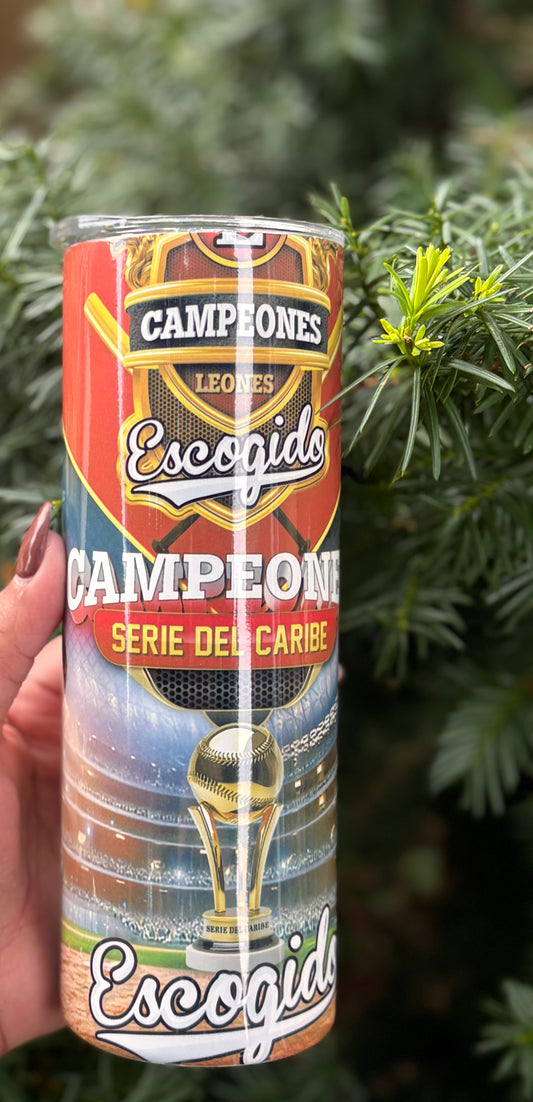 CAMPEONES
LEONES
Escogido
CAMPEONE
SERIE DEL CARIBE
SERIE DEL CARIBE
Escogido